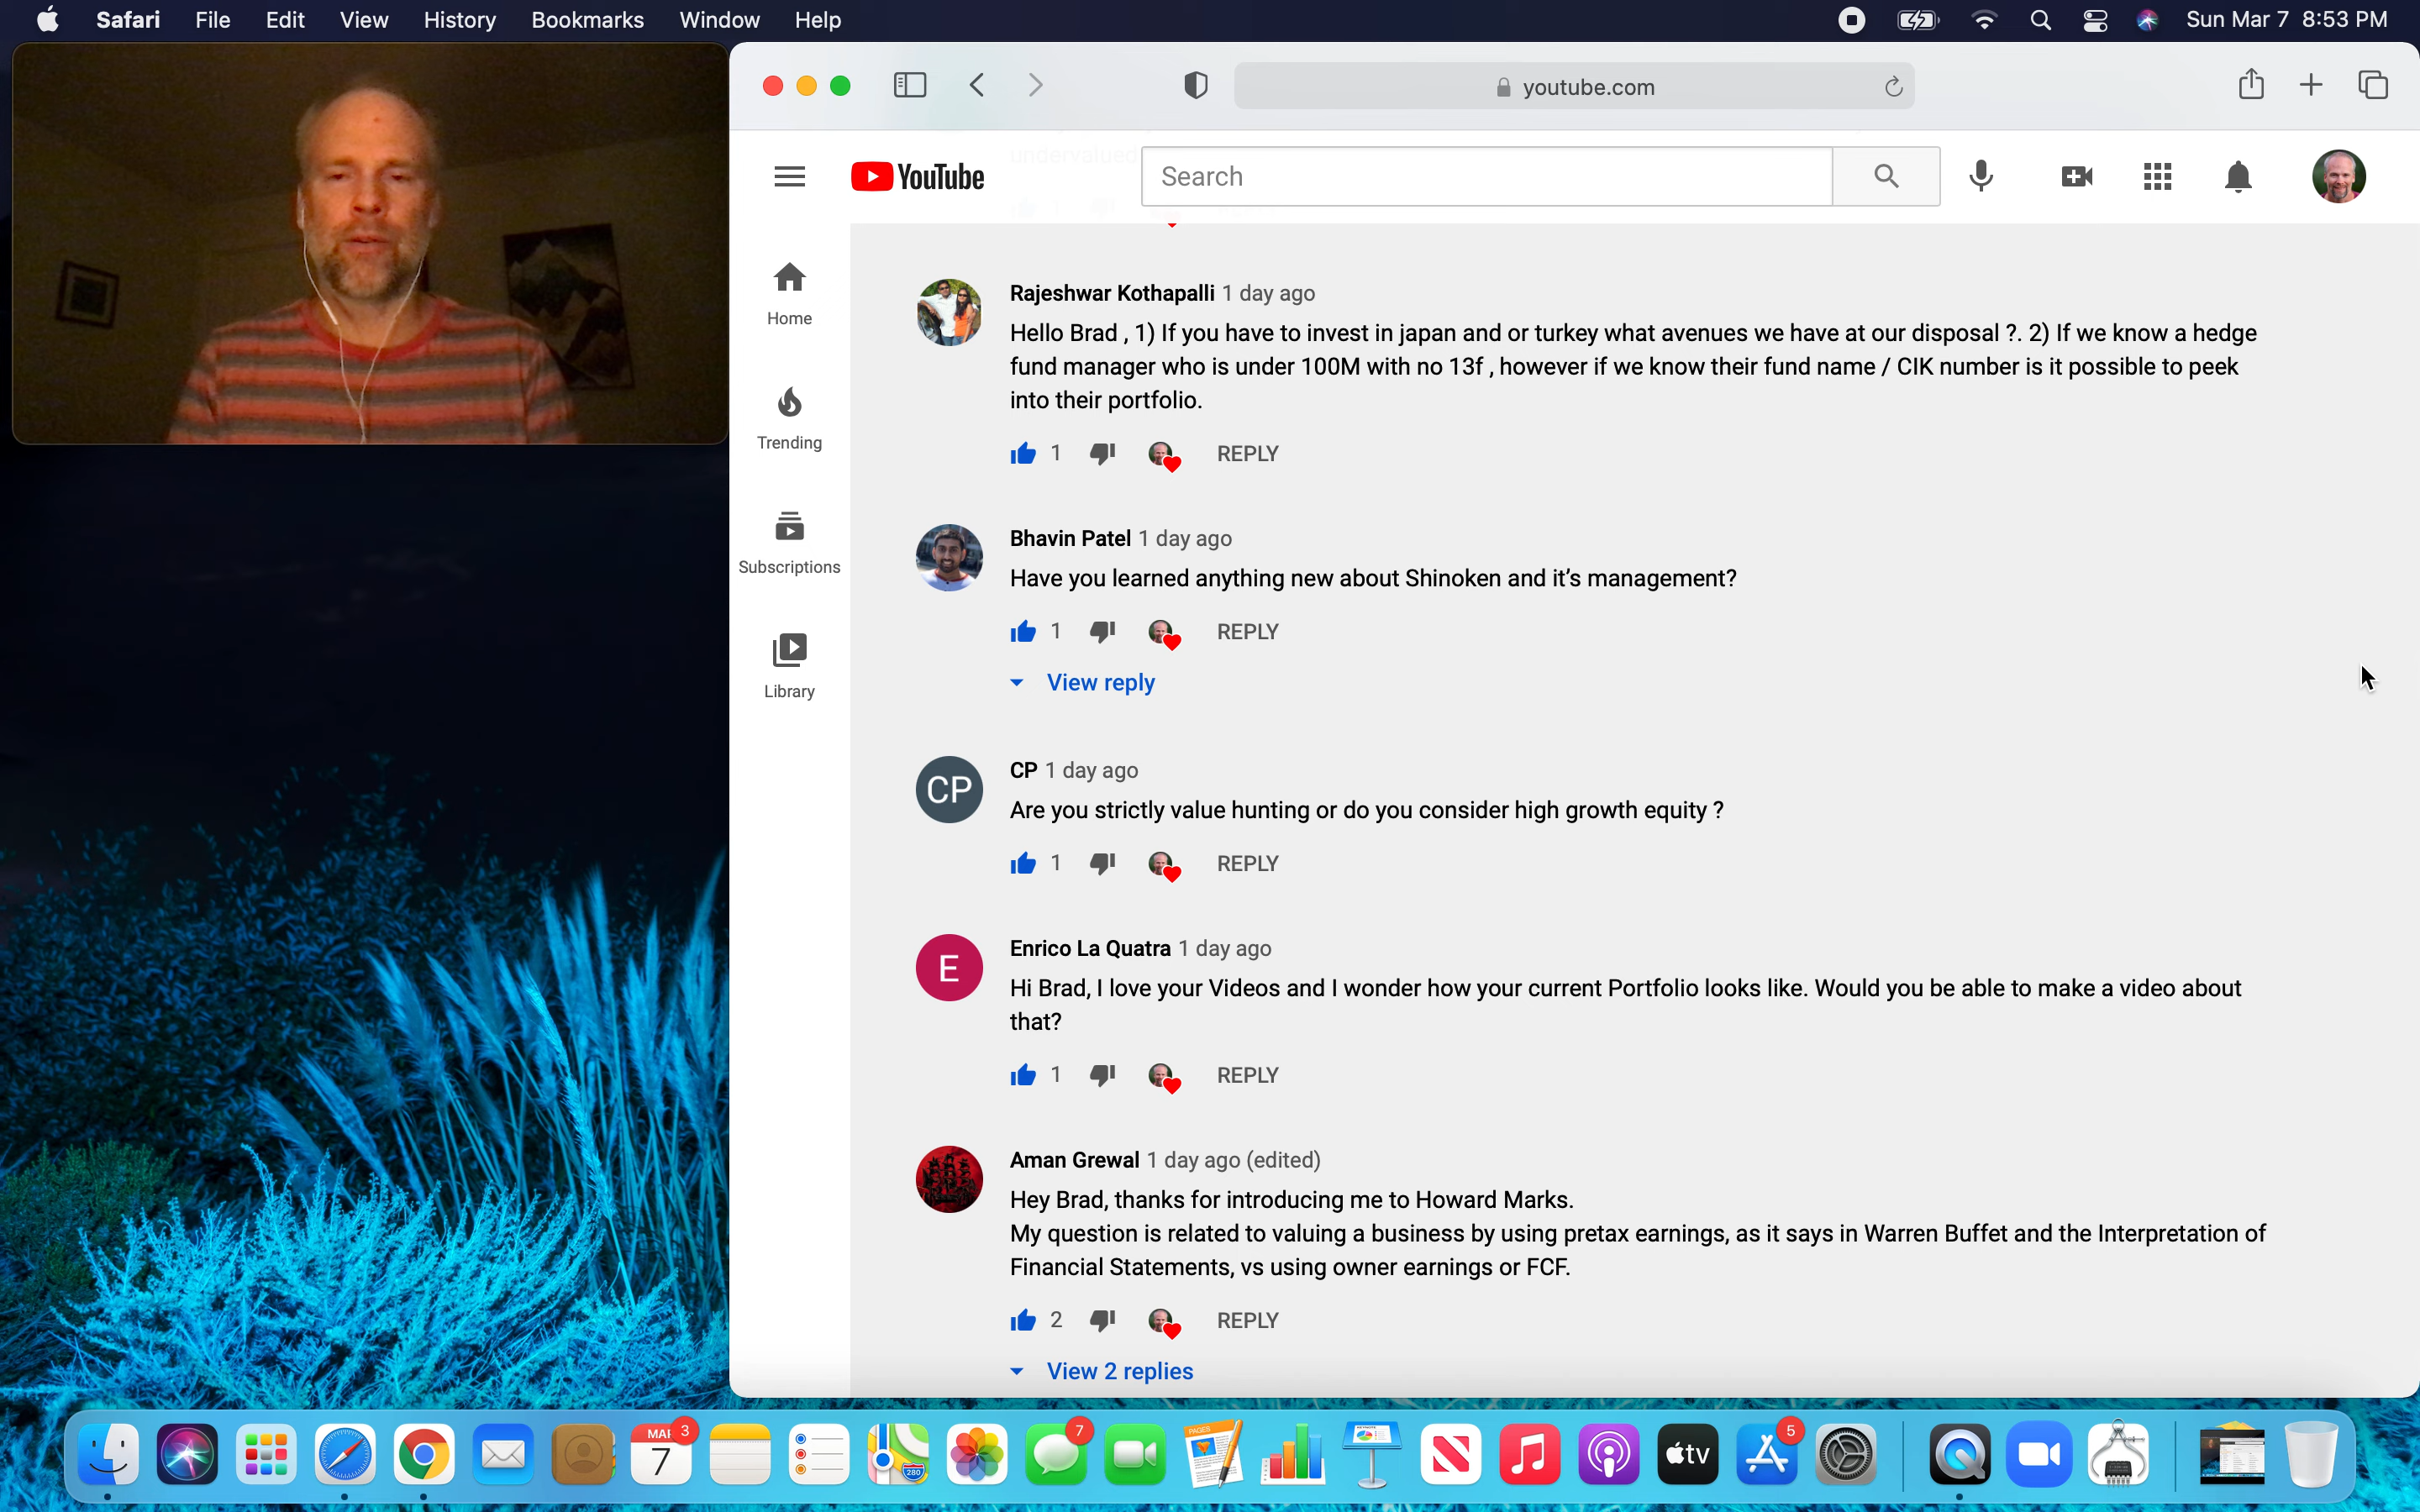 Safari File Edit View History Bookmarks Window Help Sun Mar 7 8:53 PM
youtube.com
undervalued
YouTube Search
Home
Trending
Subscriptions
Library
Rajeshwar Kothapalli 1 day ago
Hello Brad , 1) If you have to invest in japan and or turkey what avenues we have at our disposal ?. 2) If we know a hedge
fund manager who is under 100M with no 13f , however if we know their fund name / CIK number is it possible to peek
into their portfolio.
1 REPLY
Bhavin Patel 1 day ago
Have you learned anything new about Shinoken and it’s management?
1 REPLY
View reply
CP
CP 1 day ago
Are you strictly value hunting or do you consider high growth equity ?
1 REPLY
E
Enrico La Quatra 1 day ago
Hi Brad, I love your Videos and I wonder how your current Portfolio looks like. Would you be able to make a video about
that?
1 REPLY
Aman Grewal 1 day ago (edited)
Hey Brad, thanks for introducing me to Howard Marks.
My question is related to valuing a business by using pretax earnings, as it says in Warren Buffet and the Interpretation of
Financial Statements, vs using owner earnings or FCF.
2 REPLY
View 2 replies
MAR 3
7
280
7
PAGES
tv
5